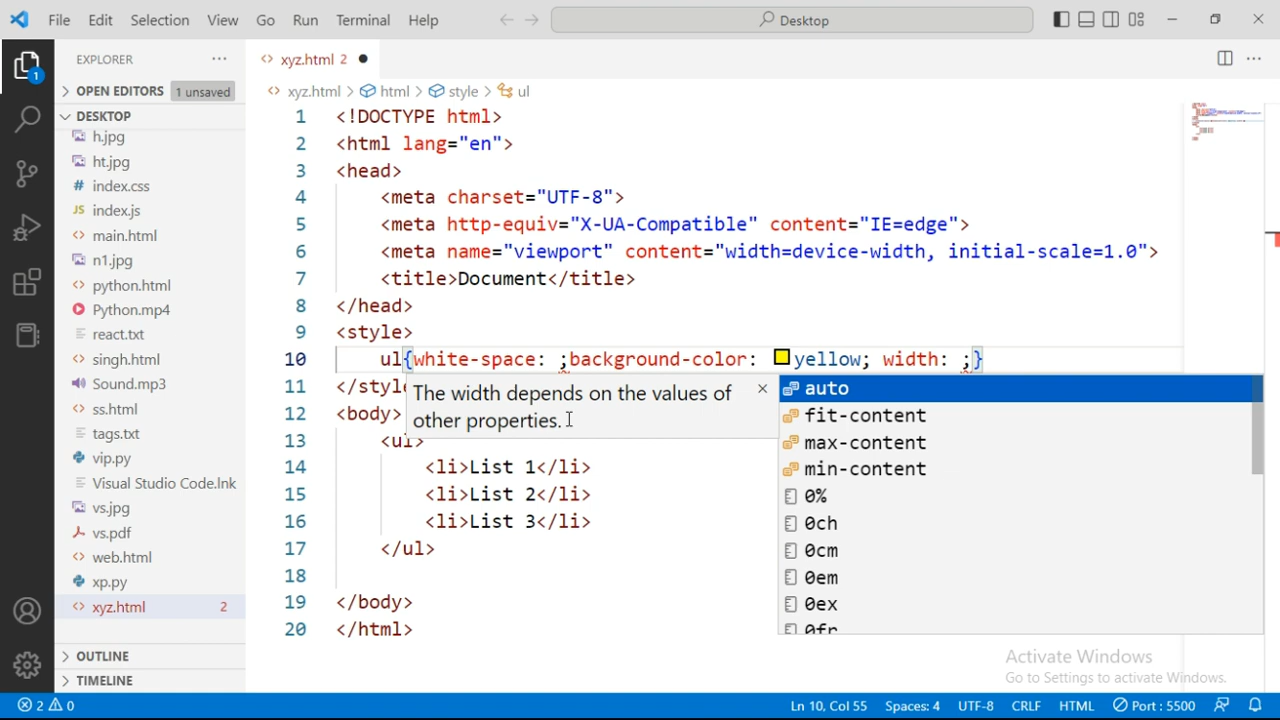 File Edit Selection View Go Run Terminal Help Desktop
EXPLORER
xyz.html 2
OPEN EDITORS 1 unsaved
xyz.html > html > style > ul
DESKTOP
h.jpg
ht.jpg
index.css
index.js
main.html
n1.jpg
python.html
Python.mp4
react.txt
singh.html
Sound.mp3
ss.html
tags.txt
vip.py
Visual Studio Code.lnk
vs.jpg
vs.pdf
web.html
xp.py
xyz.html 2
OUTLINE
TIMELINE
1 <!DOCTYPE html>
2 <html lang="en">
3 <head>
4 <meta charset="UTF-8">
5 <meta http-equiv="X-UA-Compatible" content="IE=edge">
6 <meta name="viewport" content="width=device-width, initial-scale=1.0">
7 <title>Document</title>
8 </head>
9 <style>
10 ul{white-space: ;background-color: yellow; width: ;}
11 </style
12 <body>
13 <ul>
14 <li>List 1</li>
15 <li>List 2</li>
16 <li>List 3</li>
17 </ul>
18
19 </body>
20 </html>
The width depends on the values of
other properties.
auto
fit-content
max-content
min-content
0%
0ch
0cm
0em
0ex
0fr
Activate Windows
Go to Settings to activate Windows.
2 0 Ln 10, Col 55 Spaces: 4 UTF-8 CRLF HTML Port : 5500